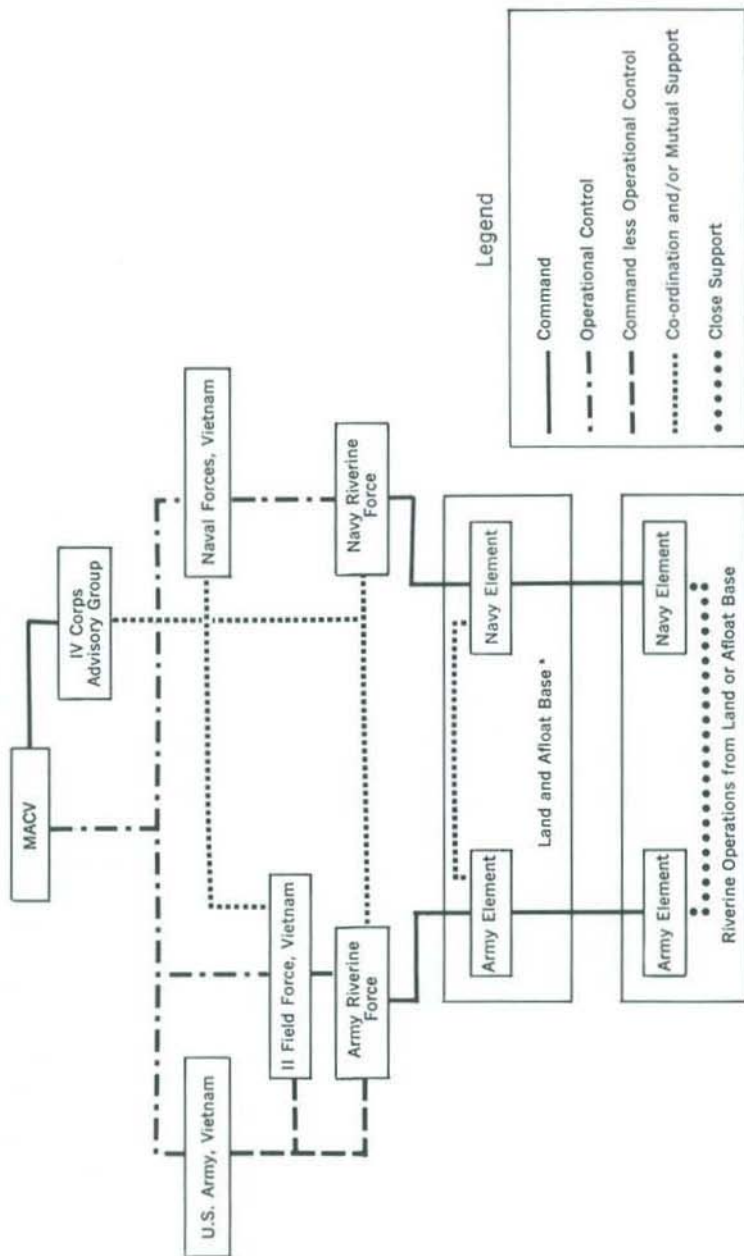 MACV
IV Corps
Advisory Group
U.S. Army, Vietnam
Naval Forces, Vietnam
II Field Force, Vietnam
Army Riverine
Force
Navy Riverine
Force
Army Element
Navy Element
Land and Afloat Base*
Army Element
Navy Element
Riverine Operations from Land or Afloat Base
Legend
Command
Operational Control
Command less Operational Control
Co-ordination and/or Mutual Support
Close Support